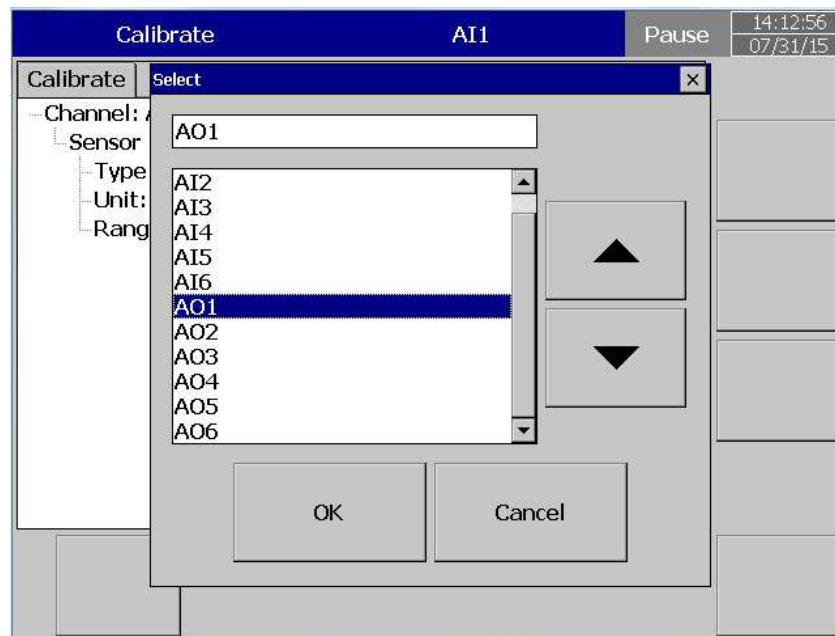 Calibrate AI1 Pause 14:12:56
07/31/15
Calibrate
Select
Channel:
Sensor
Type
Unit:
AO1
AI2
AI3
AI4
AI5
AI6
AO1
AO2
AO3
AO4
AO5
AO6
OK Cancel